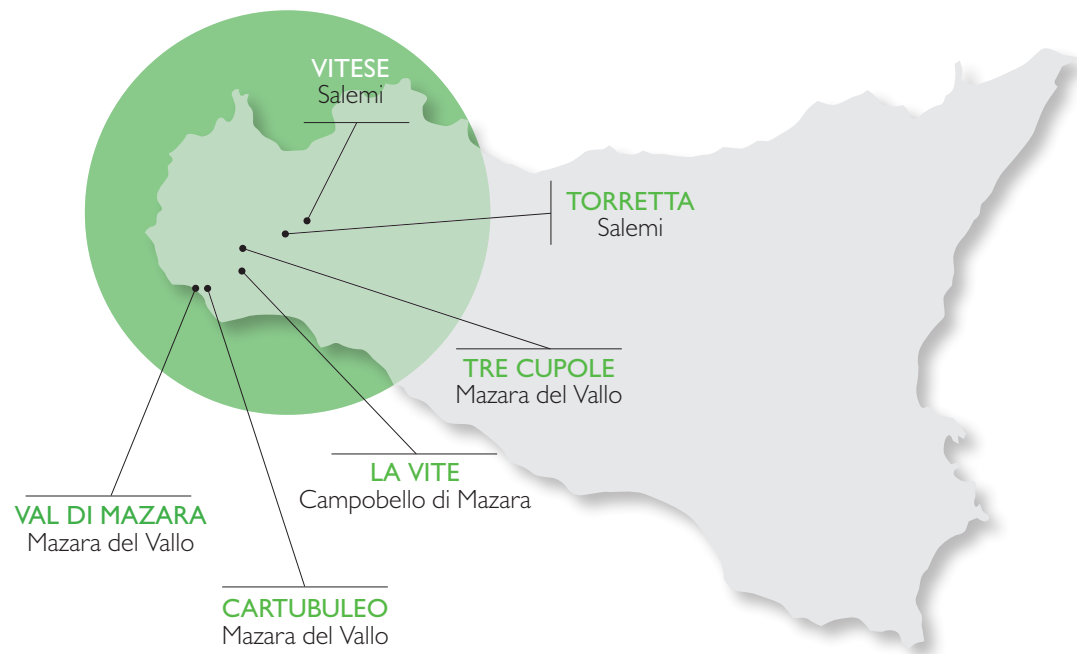 VITESE
Salemi
TORRETTA
Salemi
TRE CUPOLE
Mazara del Vallo
LA VITE
Campobello di Mazara
VAL DI MAZARA
Mazara del Vallo
CARTUBULEO
Mazara del Vallo